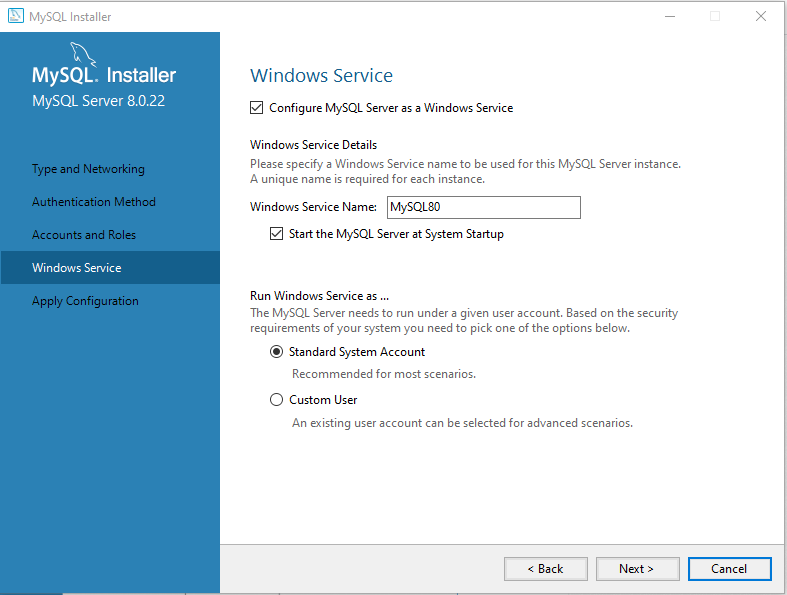 MySQL Installer
MySQL. Installer
MySQL Server 8.0.22
Type and Networking
Authentication Method
Accounts and Roles
Windows Service
Apply Configuration
Windows Service
Configure MySQL Server as a Windows Service
Windows Service Details
Please specify a Windows Service name to be used for this MySQL Server instance.
A unique name is required for each instance.
Windows Service Name: MySQL80
Start the MySQL Server at System Startup
Run Windows Service as ...
The MySQL Server needs to run under a given user account. Based on the security
requirements of your system you need to pick one of the options below.
Standard System Account
Recommended for most scenarios.
Custom User
An existing user account can be selected for advanced scenarios.
< Back Next > Cancel